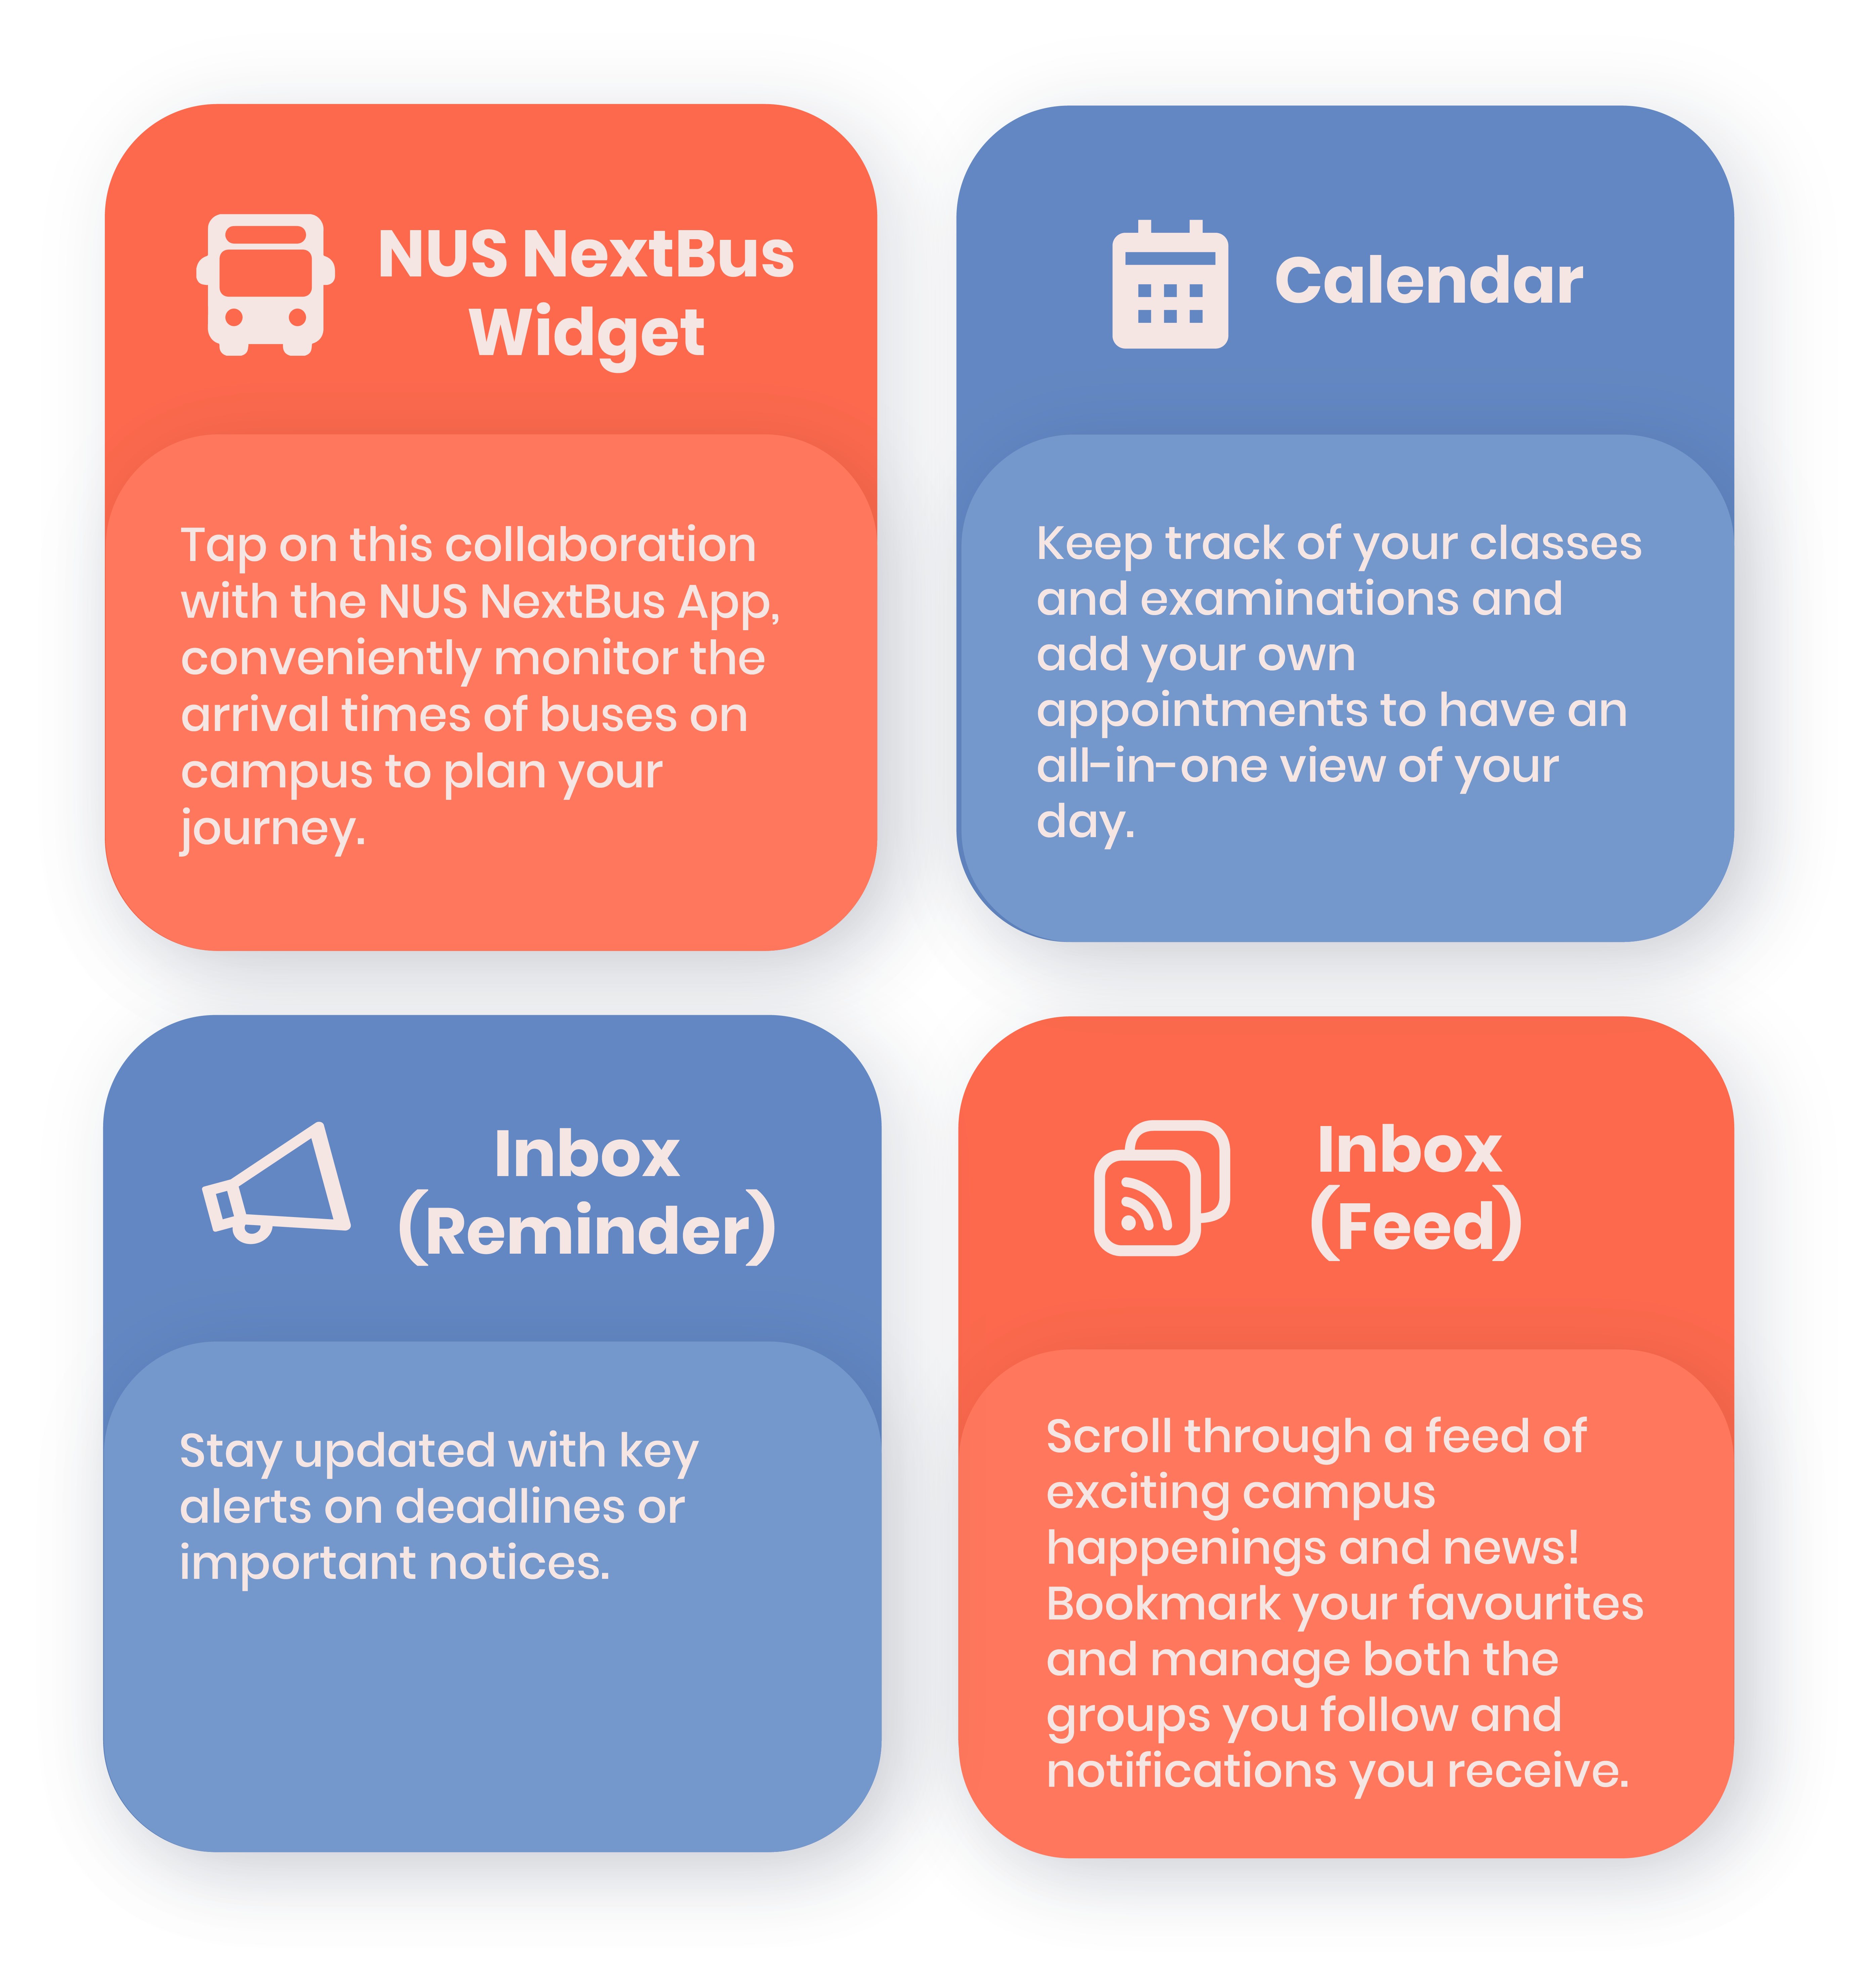 NUS NextBus
Widget
Tap on this collaboration
with the NUS NextBus App,
conveniently monitor the
arrival times of buses on
campus to plan your
journey.
Calendar
Keep track of your classes
and examinations and
add your own
appointments to have an
all-in-one view of your
day.
Inbox
(Reminder)
Stay updated with key
alerts on deadlines or
important notices.
Inbox
(Feed)
Scroll through a feed of
exciting campus
happenings and news!
Bookmark your favourites
and manage both the
groups you follow and
notifications you receive.